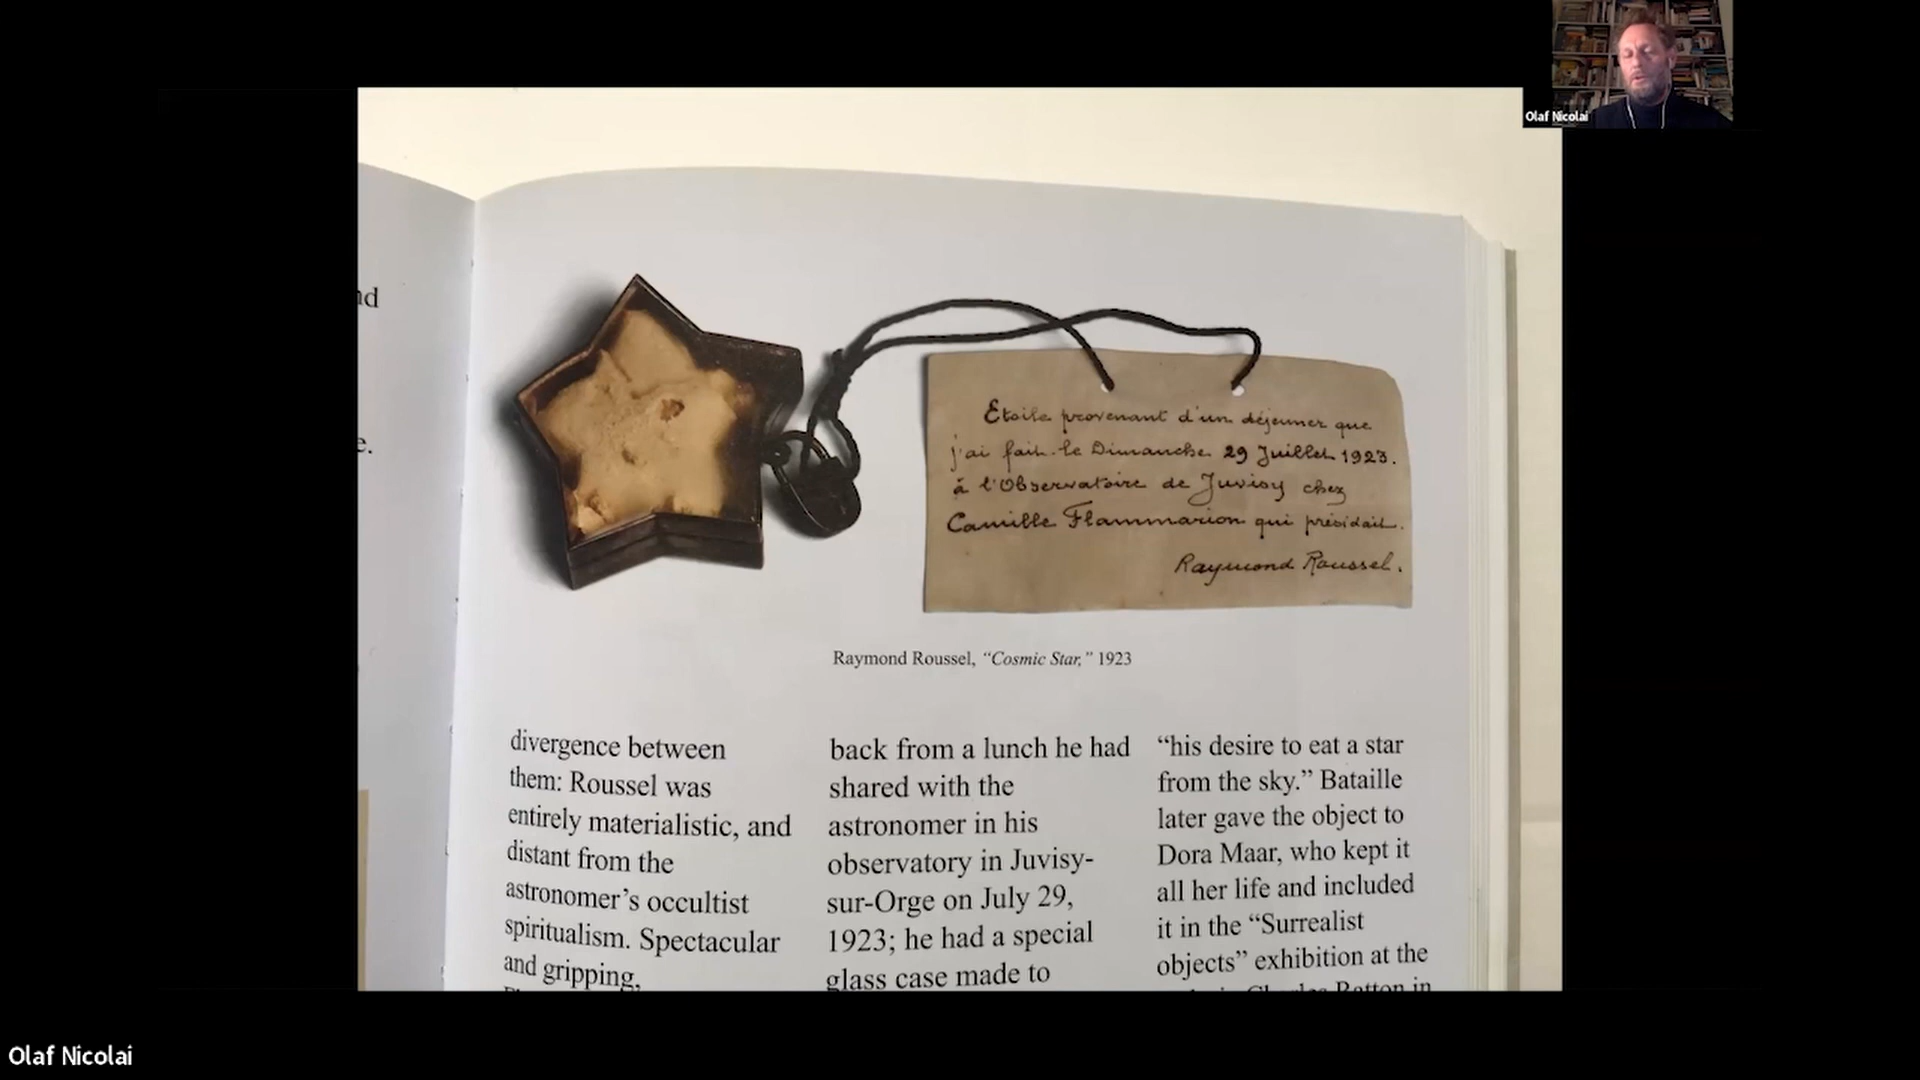 Olaf Nicolai
nd
e.
Etoile provenant d'un déjeuner que
j'ai fait le Dimanche 29 Juillet 1923.
à l'Observatoire de Juvisy chez
Camille Flammarion qui présidait.
Raymond Roussel.
Raymond Roussel, “Cosmic Star,” 1923
divergence between
them: Roussel was
entirely materialistic, and
distant from the
astronomer’s occultist
spiritualism. Spectacular
and gripping,
back from a lunch he had
shared with the
astronomer in his
observatory in Juvisy-
sur-Orge on July 29,
1923; he had a special
glass case made to
“his desire to eat a star
from the sky.” Bataille
later gave the object to
Dora Maar, who kept it
all her life and included
it in the “Surrealist
objects” exhibition at the
Charles Ratton in
Olaf Nicolai